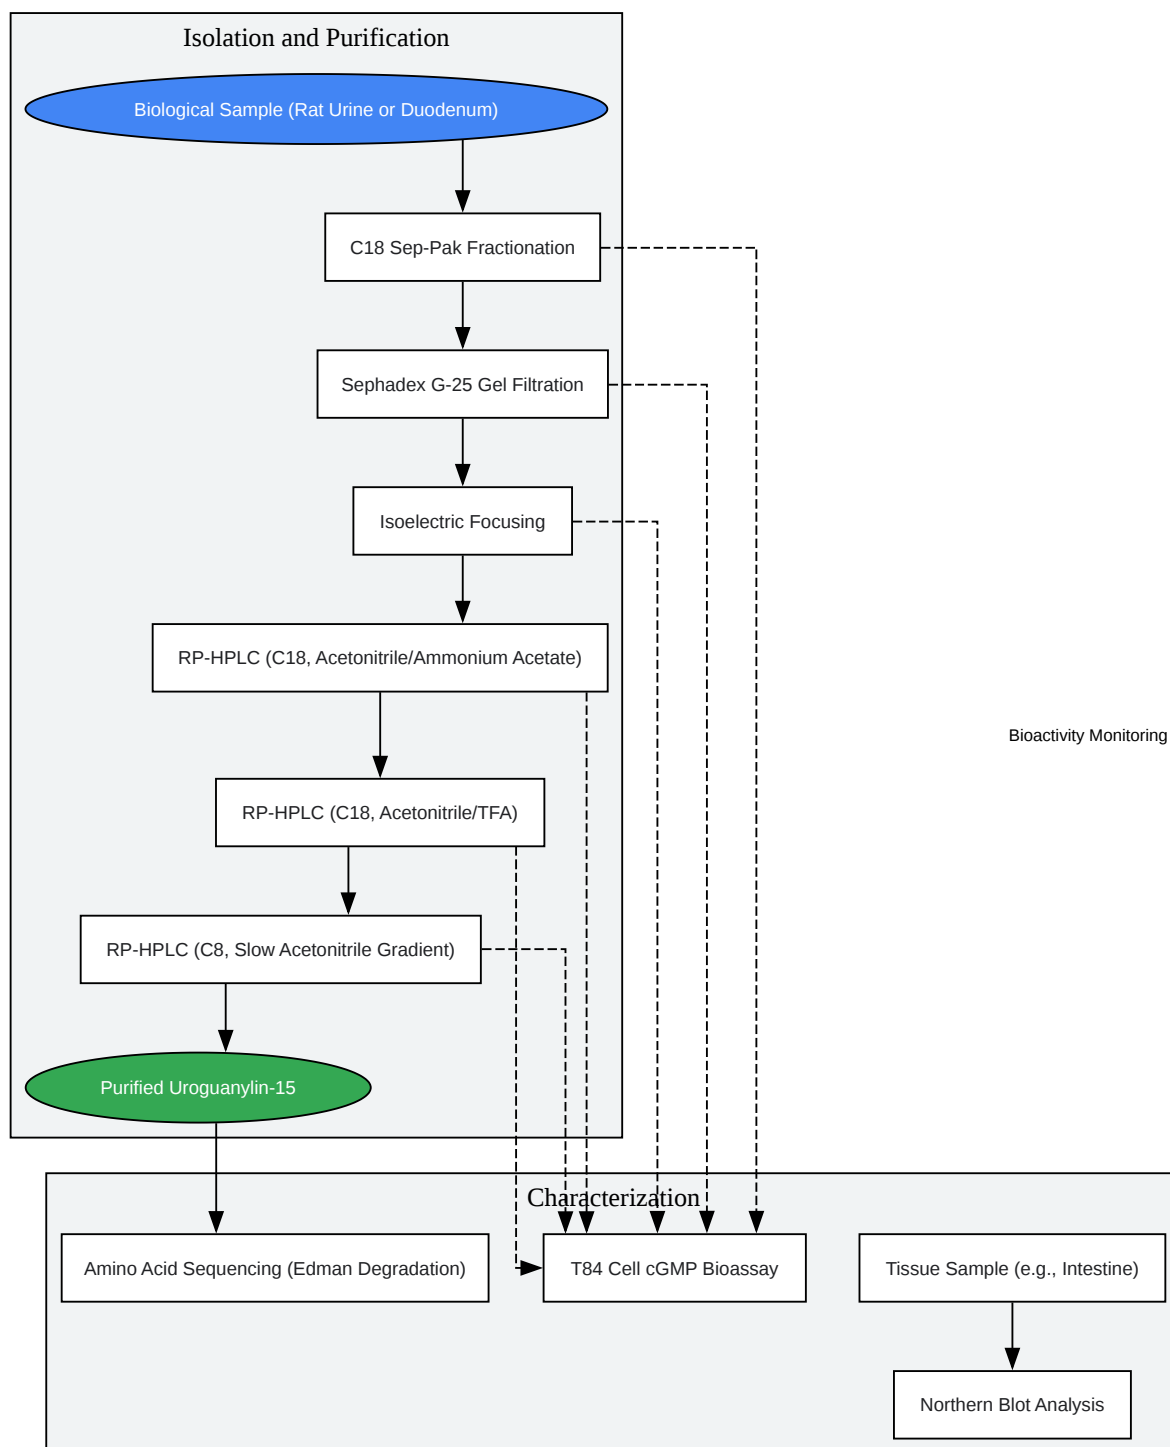 Isolation and Purification
Biological Sample (Rat Urine or Duodenum)
C18 Sep-Pak Fractionation
Sephadex G-25 Gel Filtration
Isoelectric Focusing
RP-HPLC (C18, Acetonitrile/Ammonium Acetate)
Bioactivity Monitoring
RP-HPLC (C18, Acetonitrile/TFA)
RP-HPLC (C8, Slow Acetonitrile Gradient)
Purified Uroguanylin-15
Characterization
Amino Acid Sequencing (Edman Degradation)
T84 Cell cGMP Bioassay
Tissue Sample (e.g., Intestine)
Northern Blot Analysis